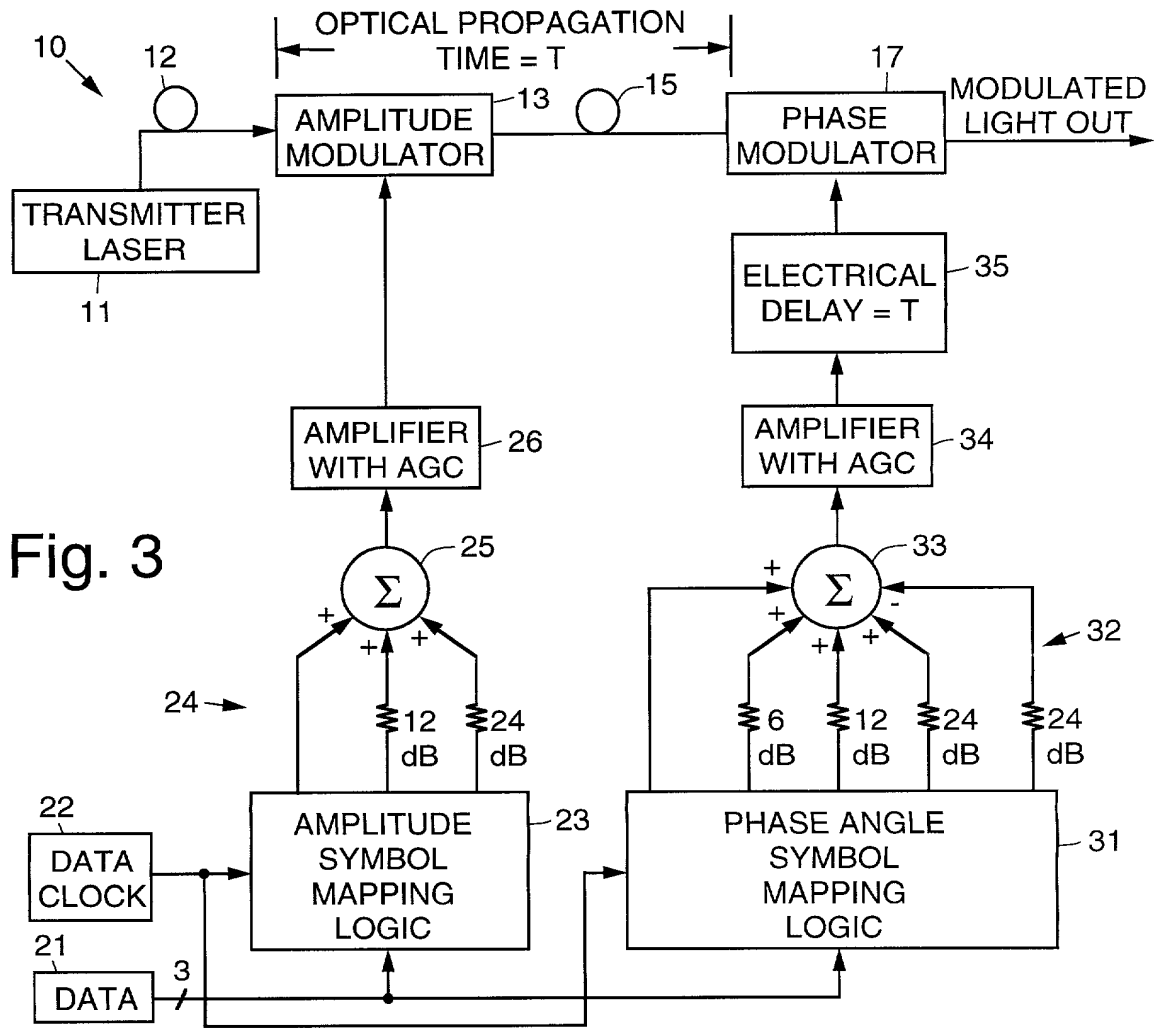 OPTICAL PROPAGATION
TIME = T
10
12
13
15
17
AMPLITUDE
MODULATOR
PHASE
MODULATOR
MODULATED
LIGHT OUT
TRANSMITTER
LASER
11
ELECTRICAL
DELAY = T
35
AMPLIFIER
WITH AGC
26
AMPLIFIER
WITH AGC
34
Fig. 3
25
Σ
+
+
+
33
Σ
+
+
+
+
-
24
12
dB
24
dB
32
6
dB
12
dB
24
dB
24
dB
22
DATA
CLOCK
AMPLITUDE
SYMBOL
MAPPING
LOGIC
23
PHASE ANGLE
SYMBOL
MAPPING
LOGIC
31
21
DATA
3